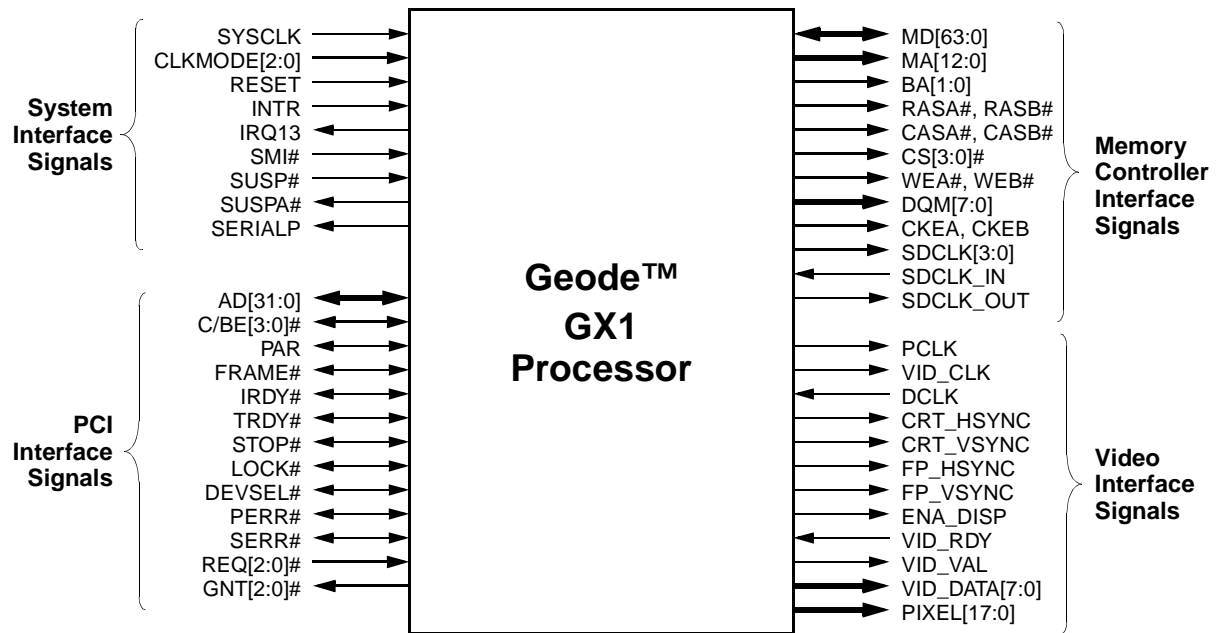 System
Interface
Signals
SYSCLK
CLKMODE[2:0]
RESET
INTR
IRQ13
SMI#
SUSP#
SUSPA#
SERIALP
PCI
Interface
Signals
AD[31:0]
C/BE[3:0]#
PAR
FRAME#
IRDY#
TRDY#
STOP#
LOCK#
DEVSEL#
PERR#
SERR#
REQ[2:0]#
GNT[2:0]#
Geode™
GX1
Processor
MD[63:0]
MA[12:0]
BA[1:0]
RASA#, RASB#
CASA#, CASB#
CS[3:0]#
WEA#, WEB#
DQM[7:0]
CKEA, CKEB
SDCLK[3:0]
SDCLK_IN
SDCLK_OUT
Memory
Controller
Interface
Signals
PCLK
VID_CLK
DCLK
CRT_HSYNC
CRT_VSYNC
FP_HSYNC
FP_VSYNC
ENA_DISP
VID_RDY
VID_VAL
VID_DATA[7:0]
PIXEL[17:0]
Video
Interface
Signals